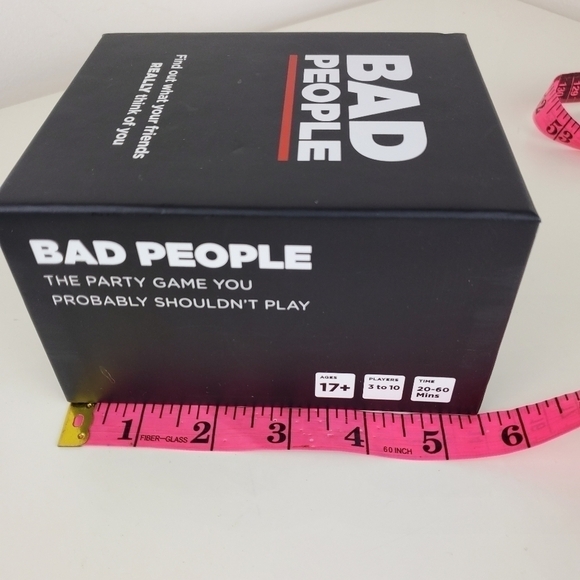 BAD
PEOPLE
Find out what your friends
REALLY think of you
BAD PEOPLE
THE PARTY GAME YOU
PROBABLY SHOULDN'T PLAY
AGES
17+
PLAYERS
3 to 10
TIME
20-60
Mins
1 2 3 4 5 6
FIBER-GLASS
60 INCH